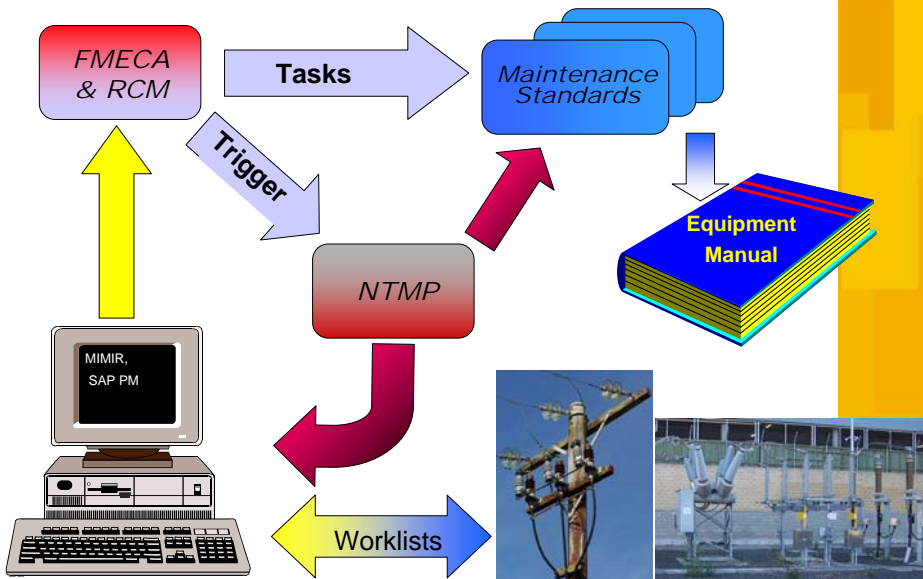 FMECA
& RCM
Tasks
Maintenance
Standards
Trigger
Equipment
Manual
NTMP
MIMIR,
SAP PM
Worklists